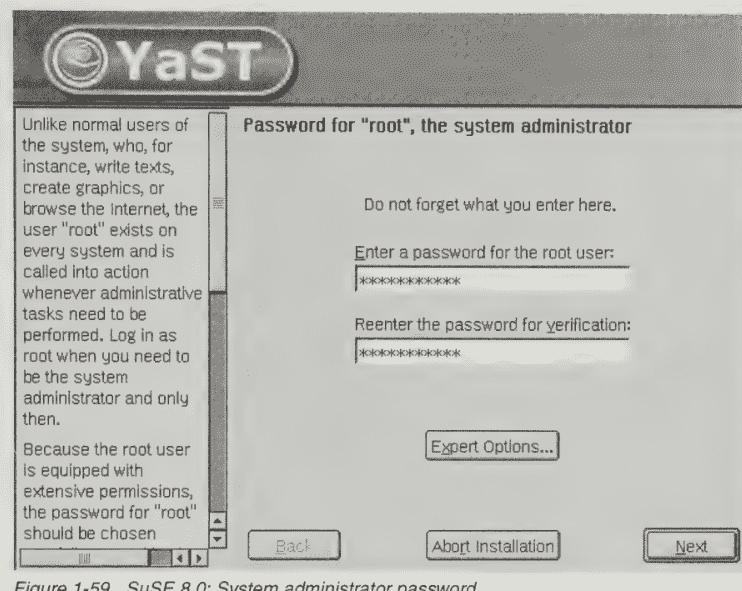 YaST
Unlike normal users of
the system, who, for
instance, write texts,
create graphics, or
browse the Internet, the
user "root" exists on
every system and is
called into action
whenever administrative
tasks need to be
performed. Log in as
root when you need to
be the system
administrator and only
then.
Because the root user
is equipped with
extensive permissions,
the password for "root"
should be chosen
Password for "root", the system administrator
Do not forget what you enter here.
Enter a password for the root user:
***********
Reenter the password for verification:
***********
Expert Options...
Back
Abort Installation
Next
Figure 1-59 SuSE 8.0: System administrator password